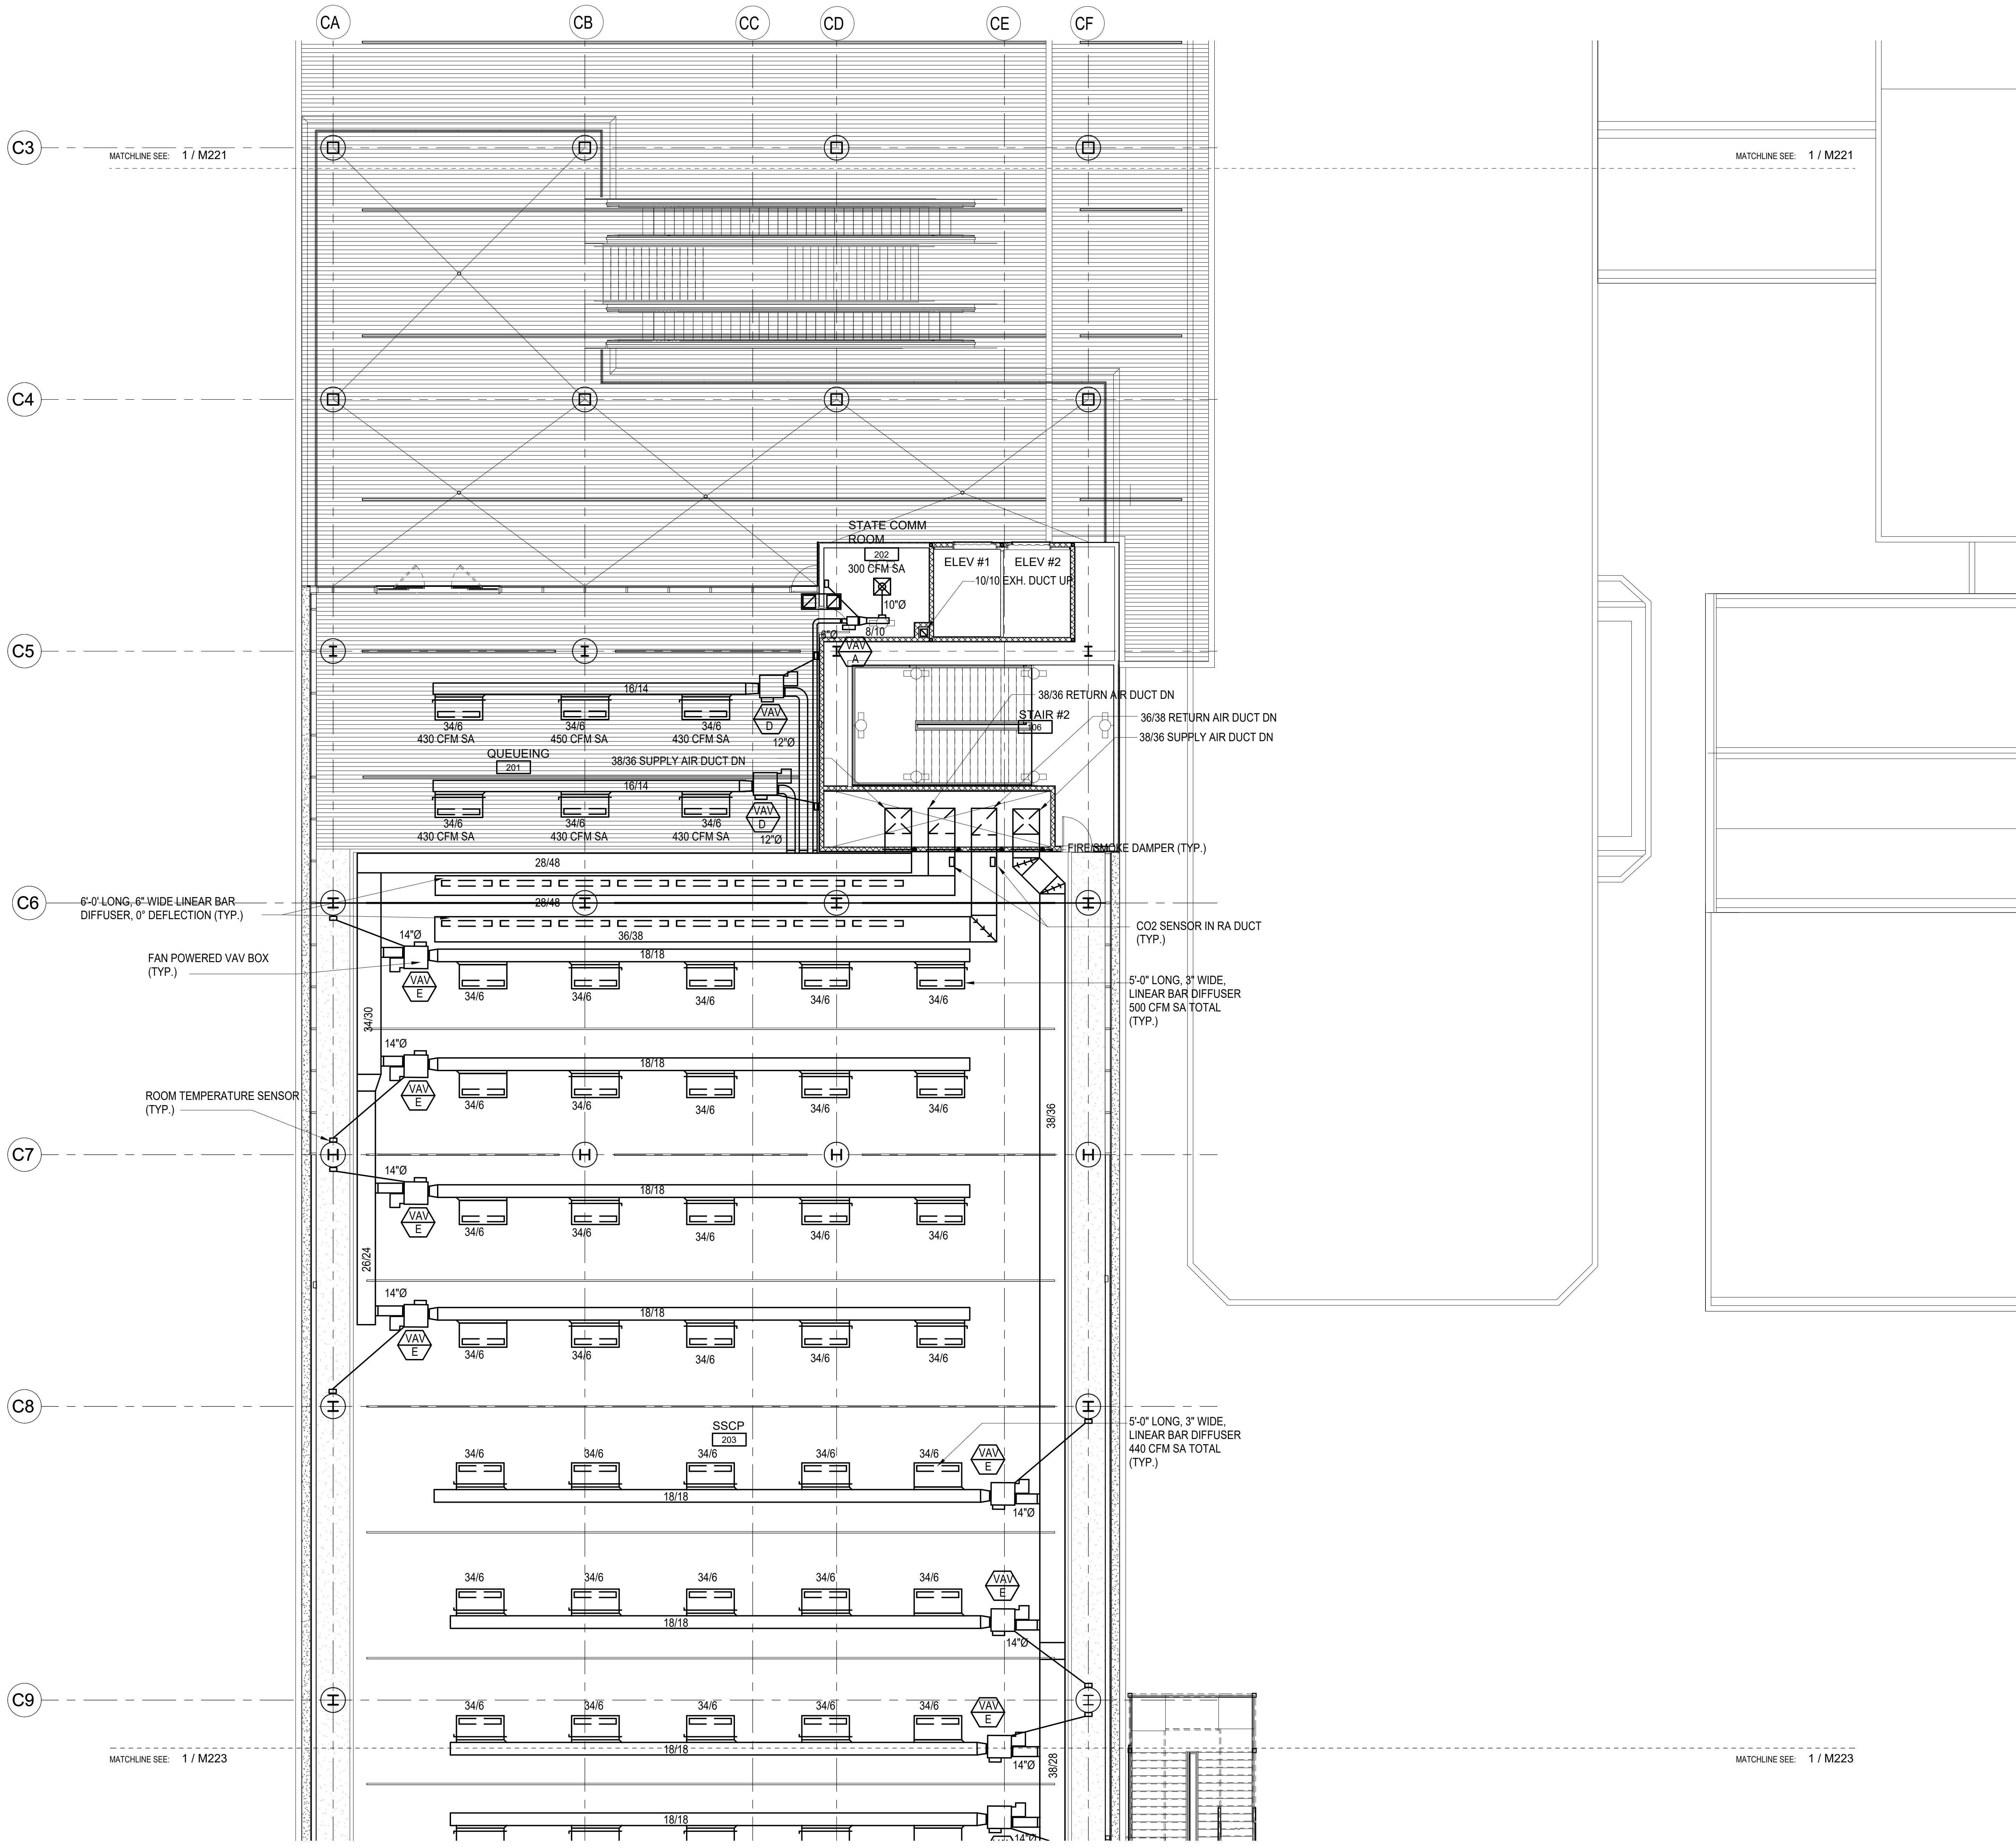 CA
CB
CC
CD
CE
CF
C3
MATCHLINE SEE: 1 / M221
MATCHLINE SEE: 1 / M221
C4
STATE COMM
ROOM
202
300 CFM SA
ELEV #1
ELEV #2
10/10 EXH. DUCT UP
10"Ø
8/10
C5
VAV
A
16/14
34/6
430 CFM SA
34/6
450 CFM SA
34/6
430 CFM SA
VAV
D
12"Ø
38/36 RETURN AIR DUCT DN
STAIR #2
106
36/38 RETURN AIR DUCT DN
38/36 SUPPLY AIR DUCT DN
QUEUEING
201
38/36 SUPPLY AIR DUCT DN
16/14
34/6
430 CFM SA
34/6
430 CFM SA
34/6
430 CFM SA
VAV
D
12"Ø
FIRE/SMOKE DAMPER (TYP.)
28/48
C6
6'-0' LONG, 6" WIDE LINEAR BAR
DIFFUSER, 0° DEFLECTION (TYP.)
28/48
36/38
CO2 SENSOR IN RA DUCT
(TYP.)
14"Ø
18/18
FAN POWERED VAV BOX
(TYP.)
VAV
E
34/6
34/6
34/6
34/6
34/6
5'-0" LONG, 3" WIDE,
LINEAR BAR DIFFUSER
500 CFM SA TOTAL
(TYP.)
34/30
14"Ø
18/18
VAV
E
34/6
34/6
34/6
34/6
34/6
ROOM TEMPERATURE SENSOR
(TYP.)
38/36
C7
14"Ø
18/18
VAV
E
34/6
34/6
34/6
34/6
34/6
26/24
14"Ø
18/18
VAV
E
34/6
34/6
34/6
34/6
34/6
C8
SSCP
203
5'-0" LONG, 3" WIDE,
LINEAR BAR DIFFUSER
440 CFM SA TOTAL
(TYP.)
34/6
34/6
34/6
34/6
34/6
VAV
E
18/18
14"Ø
34/6
34/6
34/6
34/6
34/6
VAV
E
18/18
14"Ø
C9
34/6
34/6
34/6
34/6
34/6
VAV
E
18/18
14"Ø
38/28
MATCHLINE SEE: 1 / M223
MATCHLINE SEE: 1 / M223
18/18
14"Ø